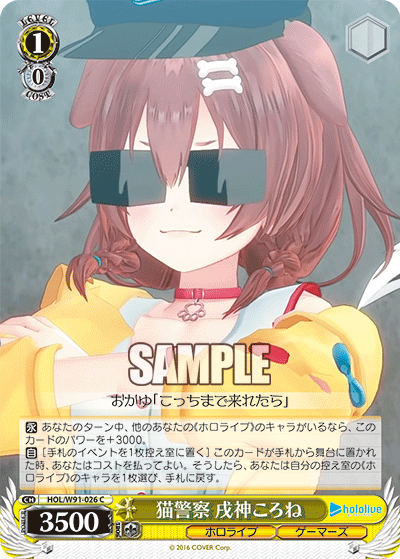 LEVEL
1
0
COST
SAMPLE
おかゆ「こっちまで来れたら」
永 あなたのターン中、他のあなたの《ホロライブ》のキャラがいるなら、このカードのパワーを+3000。
自 [手札のイベントを1枚控え室に置く] このカードが手札から舞台に置かれた時、あなたはコストを払ってよい。そうしたら、あなたは自分の控え室の《ホロライブ》のキャラを1枚選び、手札に戻す。
CH HOL/W91-026 C
3500
猫警察 戌神ころね
hololive
ホロライブ
ゲーマーズ
© 2016 COVER Corp.